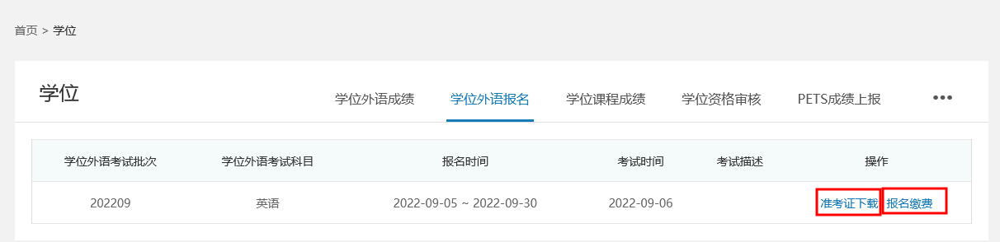 首页 > 学位
学位
学位外语成绩 学位外语报名 学位课程成绩 学位资格审核 PETS成绩上报 •••
学位外语考试批次 学位外语考试科目 报名时间 考试时间 考试描述 操作
202209 英语 2022-09-05 ~ 2022-09-30 2022-09-06 准考证下载 报名缴费